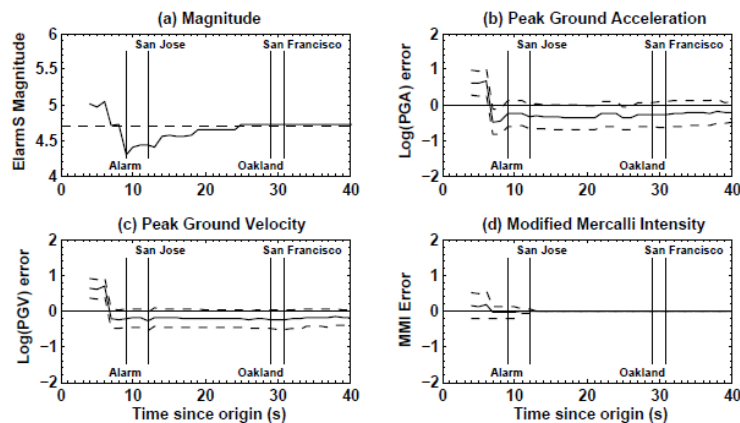 (a) Magnitude
6
5.5
5
4.5
4
ElarmS Magnitude
San Jose
San Francisco
Alarm
Oakland
0
10
20
30
40
(b) Peak Ground Acceleration
2
1
0
−1
−2
Log(PGA) error
San Jose
San Francisco
Alarm
Oakland
0
10
20
30
40
(c) Peak Ground Velocity
2
1
0
−1
−2
Log(PGV) error
San Jose
San Francisco
Alarm
Oakland
0
10
20
30
40
Time since origin (s)
(d) Modified Mercalli Intensity
2
1
0
−1
−2
MMI Error
San Jose
San Francisco
Alarm
Oakland
0
10
20
30
40
Time since origin (s)